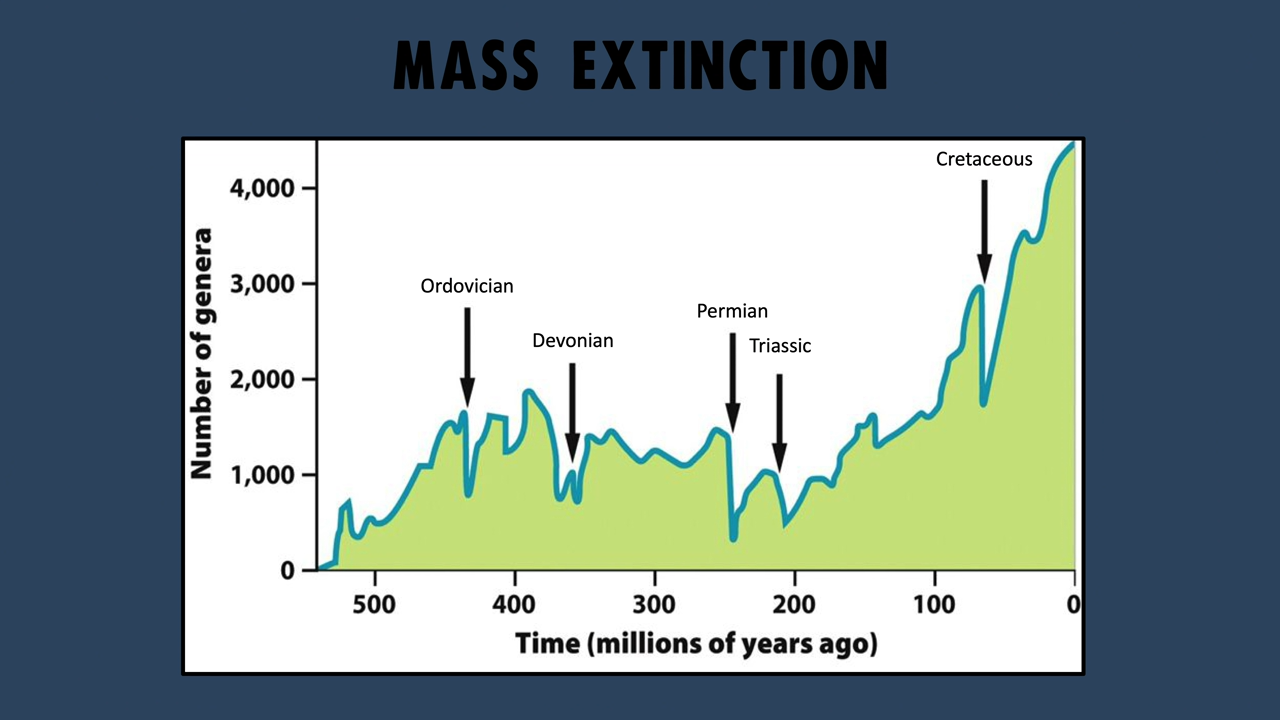 MASS EXTINCTION
Cretaceous
4,000
Number of genera
3,000
Ordovician
Permian
Devonian
Triassic
2,000
1,000
0
500 400 300 200 100 0
Time (millions of years ago)